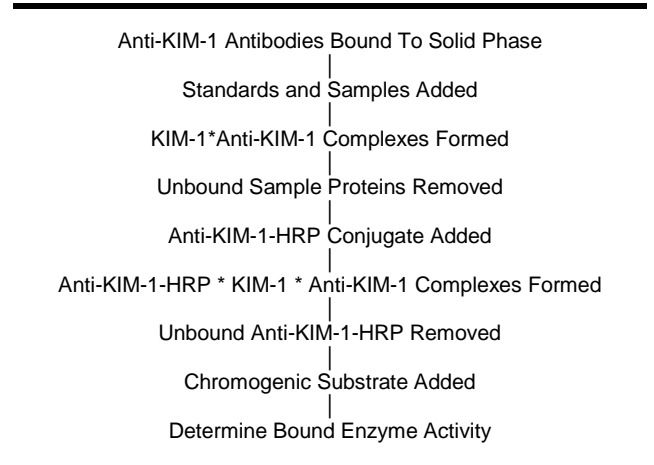 Anti-KIM-1 Antibodies Bound To Solid Phase
Standards and Samples Added
KIM-1*Anti-KIM-1 Complexes Formed
Unbound Sample Proteins Removed
Anti-KIM-1-HRP Conjugate Added
Anti-KIM-1-HRP * KIM-1 * Anti-KIM-1 Complexes Formed
Unbound Anti-KIM-1-HRP Removed
Chromogenic Substrate Added
Determine Bound Enzyme Activity